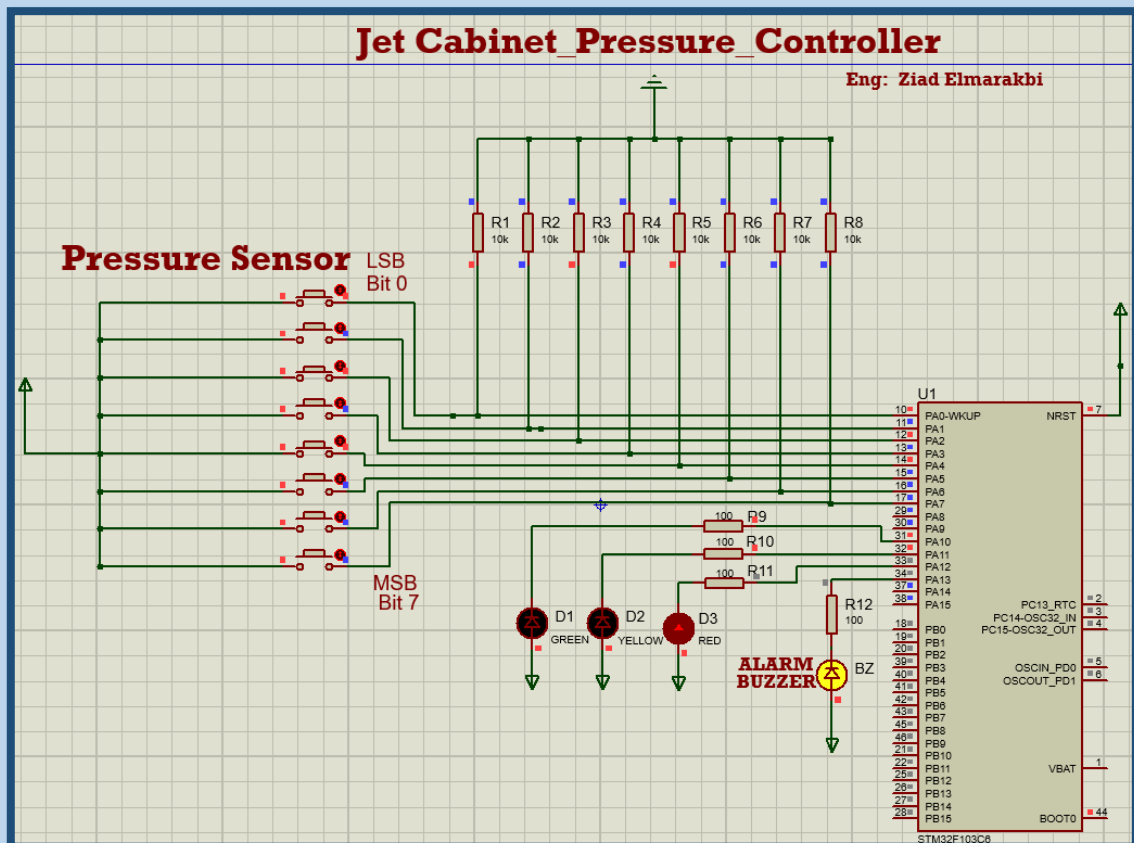 Jet Cabinet_Pressure_Controller
Eng: Ziad Elmarakbi
R1
10k
R2
10k
R3
10k
R4
10k
R5
10k
R6
10k
R7
10k
R8
10k
Pressure Sensor
LSB
Bit 0
MSB
Bit 7
R9
100
R10
100
R11
100
D1
GREEN
D2
YELLOW
D3
RED
R12
100
ALARM
BUZZER
BZ
U1
10 PA0-WKUP
11 PA1
12 PA2
13 PA3
14 PA4
15 PA5
16 PA6
17 PA7
29 PA8
30 PA9
31 PA10
32 PA11
33 PA12
34 PA13
37 PA14
38 PA15
18 PB0
19 PB1
20 PB2
39 PB3
40 PB4
41 PB5
42 PB6
43 PB7
45 PB8
46 PB9
21 PB10
22 PB11
25 PB12
26 PB13
27 PB14
28 PB15
NRST 7
PC13_RTC 2
PC14-OSC32_IN 3
PC15-OSC32_OUT 4
OSCIN_PD0 5
OSCOUT_PD1 6
VBAT 1
BOOT0 44
STM32F103C6